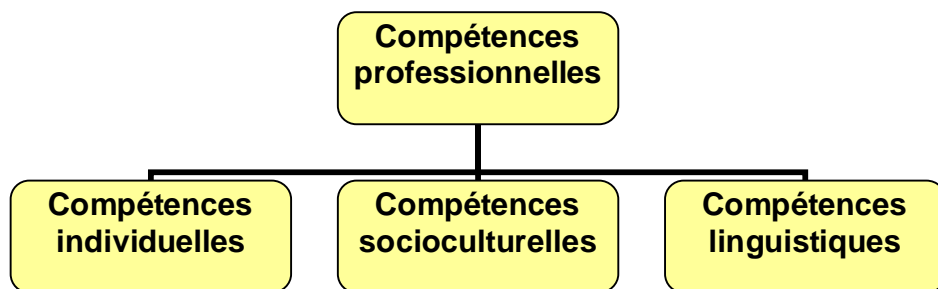 Compétences
professionnelles
Compétences
individuelles
Compétences
socioculturelles
Compétences
linguistiques